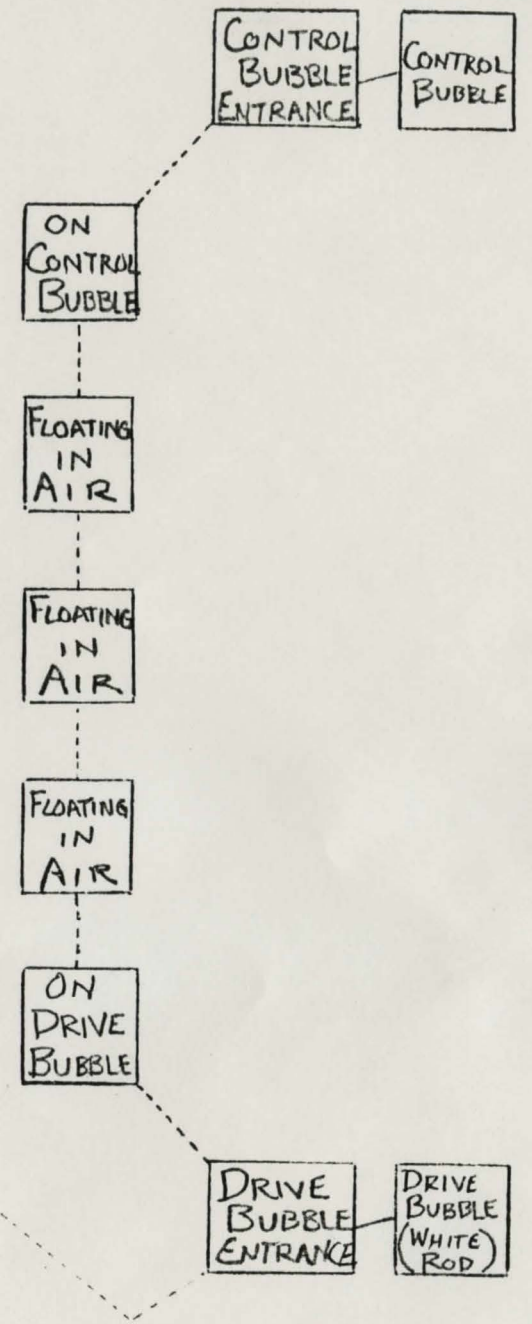 CONTROL
BUBBLE
ENTRANCE
CONTROL
BUBBLE
ON
CONTROL
BUBBLE
FLOATING
IN
AIR
FLOATING
IN
AIR
FLOATING
IN
AIR
ON
DRIVE
BUBBLE
DRIVE
BUBBLE
ENTRANCE
DRIVE
BUBBLE
(WHITE)
ROD